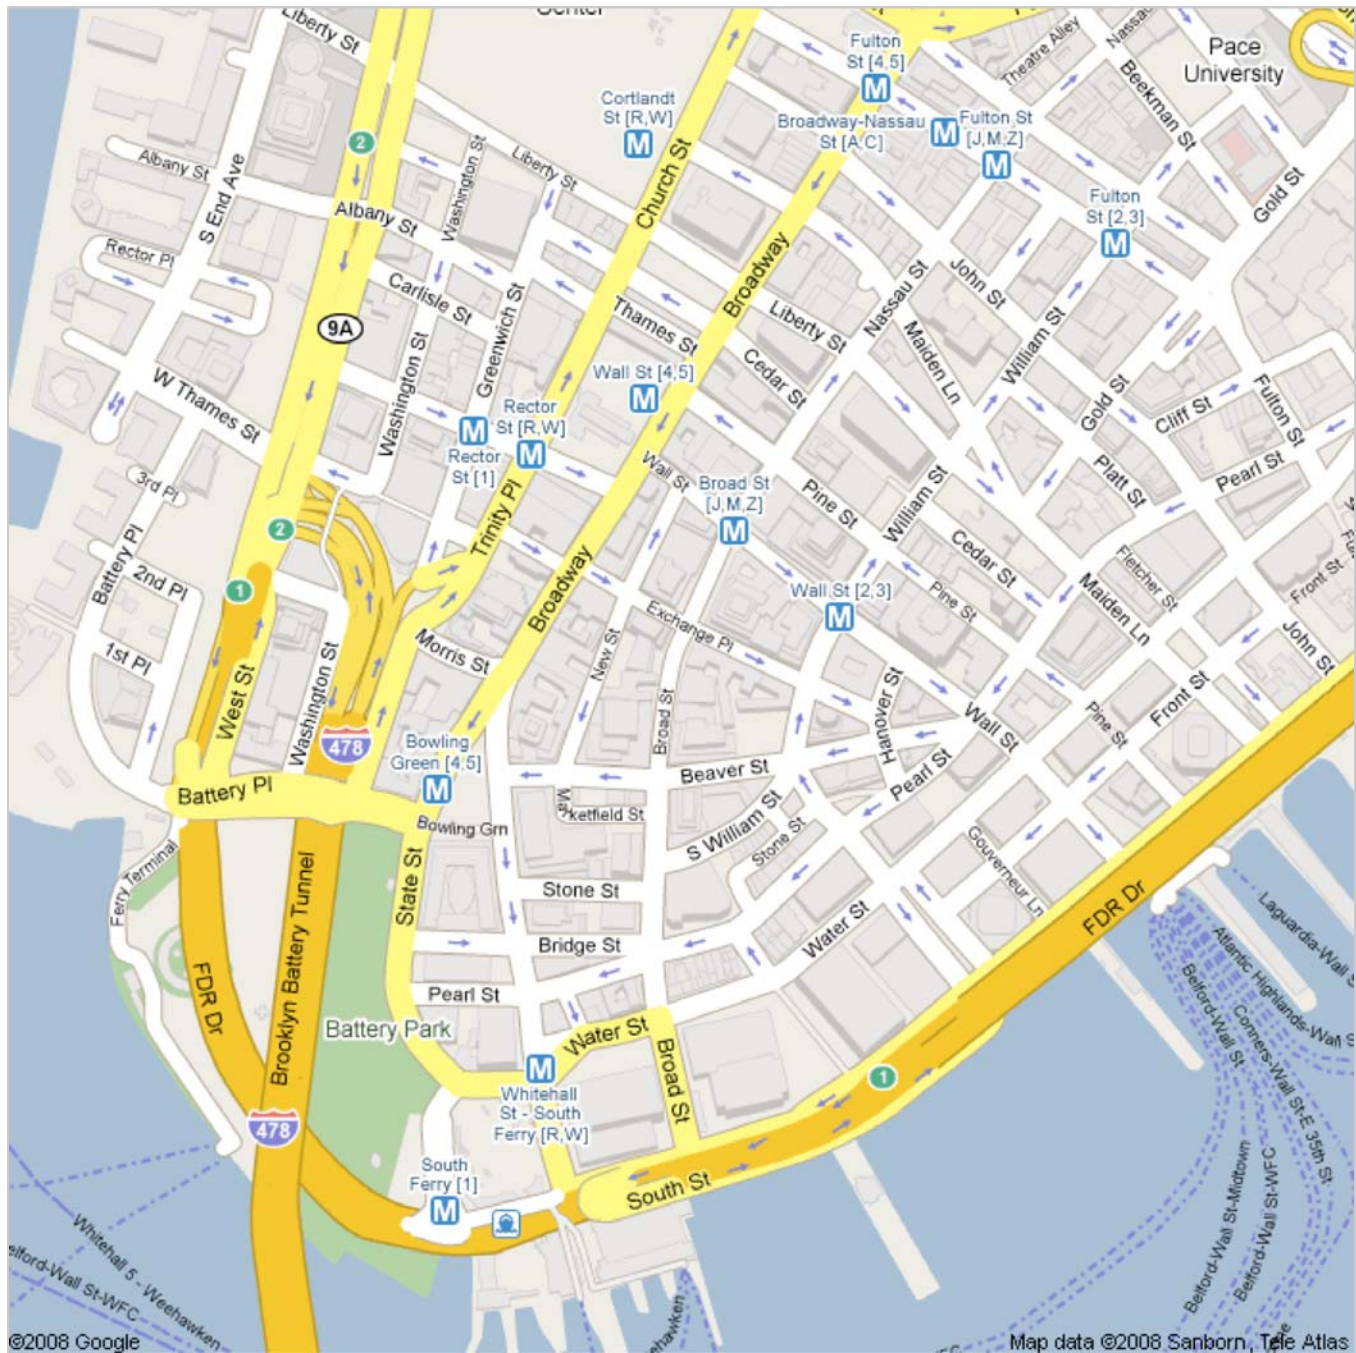 Center
Liberty St
Fulton
St [4,5]
Theatre Alley
Nassau
Pace
University
Beekman St
Cortlandt
St [R,W]
Broadway-Nassau
St [A,C]
Fulton St
[J,M,Z]
2
Albany St
S End Ave
Washington St
Liberty St
Church St
Gold St
Fulton
St [2,3]
Albany St
Rector Pl
Carlisle St
Broadway
Nassau St
John St
9A
Greenwich St
Thames St
Liberty St
Maiden Ln
William St
Washington St
Wall St [4,5]
Cedar St
W Thames St
Rector
St [R,W]
Rector
St [1]
Gold St
Cliff St
Fulton St
Wall St
Broad St
[J,M,Z]
Pine St
William St
Platt St
Pearl St
3rd Pl
Trinity Pl
2
Battery Pl
2nd Pl
1
Broadway
Wall St [2,3]
Cedar St
Pine St
Fletcher St
Maiden Ln
Front St
Exchange Pl
Morris St
New St
John St
1st Pl
West St
Washington St
Broad St
Hanover St
Wall St
Pine St
Front St
478
Bowling
Green [4,5]
Beaver St
Pearl St
Battery Pl
Bowling Grn
ketfield St
S William St
Stone St
Gouverneur Ln
Ferry Terminal
State St
Stone St
Bridge St
Water St
FDR Dr
Brooklyn Battery Tunnel
FDR Dr
Pearl St
Battery Park
Water St
Broad St
1
Whitehall
St - South
Ferry [R,W]
478
South
Ferry [1]
South St
Laguardia-Wall S
Atlantic Highlands-Wall S
Conners-Wall St-E 35th St
Belford-Wall St
Belford-Wall St-Midtown
Belford-Wall St-WFC
Whitehall 5 - Weehawken
elford-Wall St-WFC
©2008 Google
Map data ©2008 Sanborn, Tele Atlas